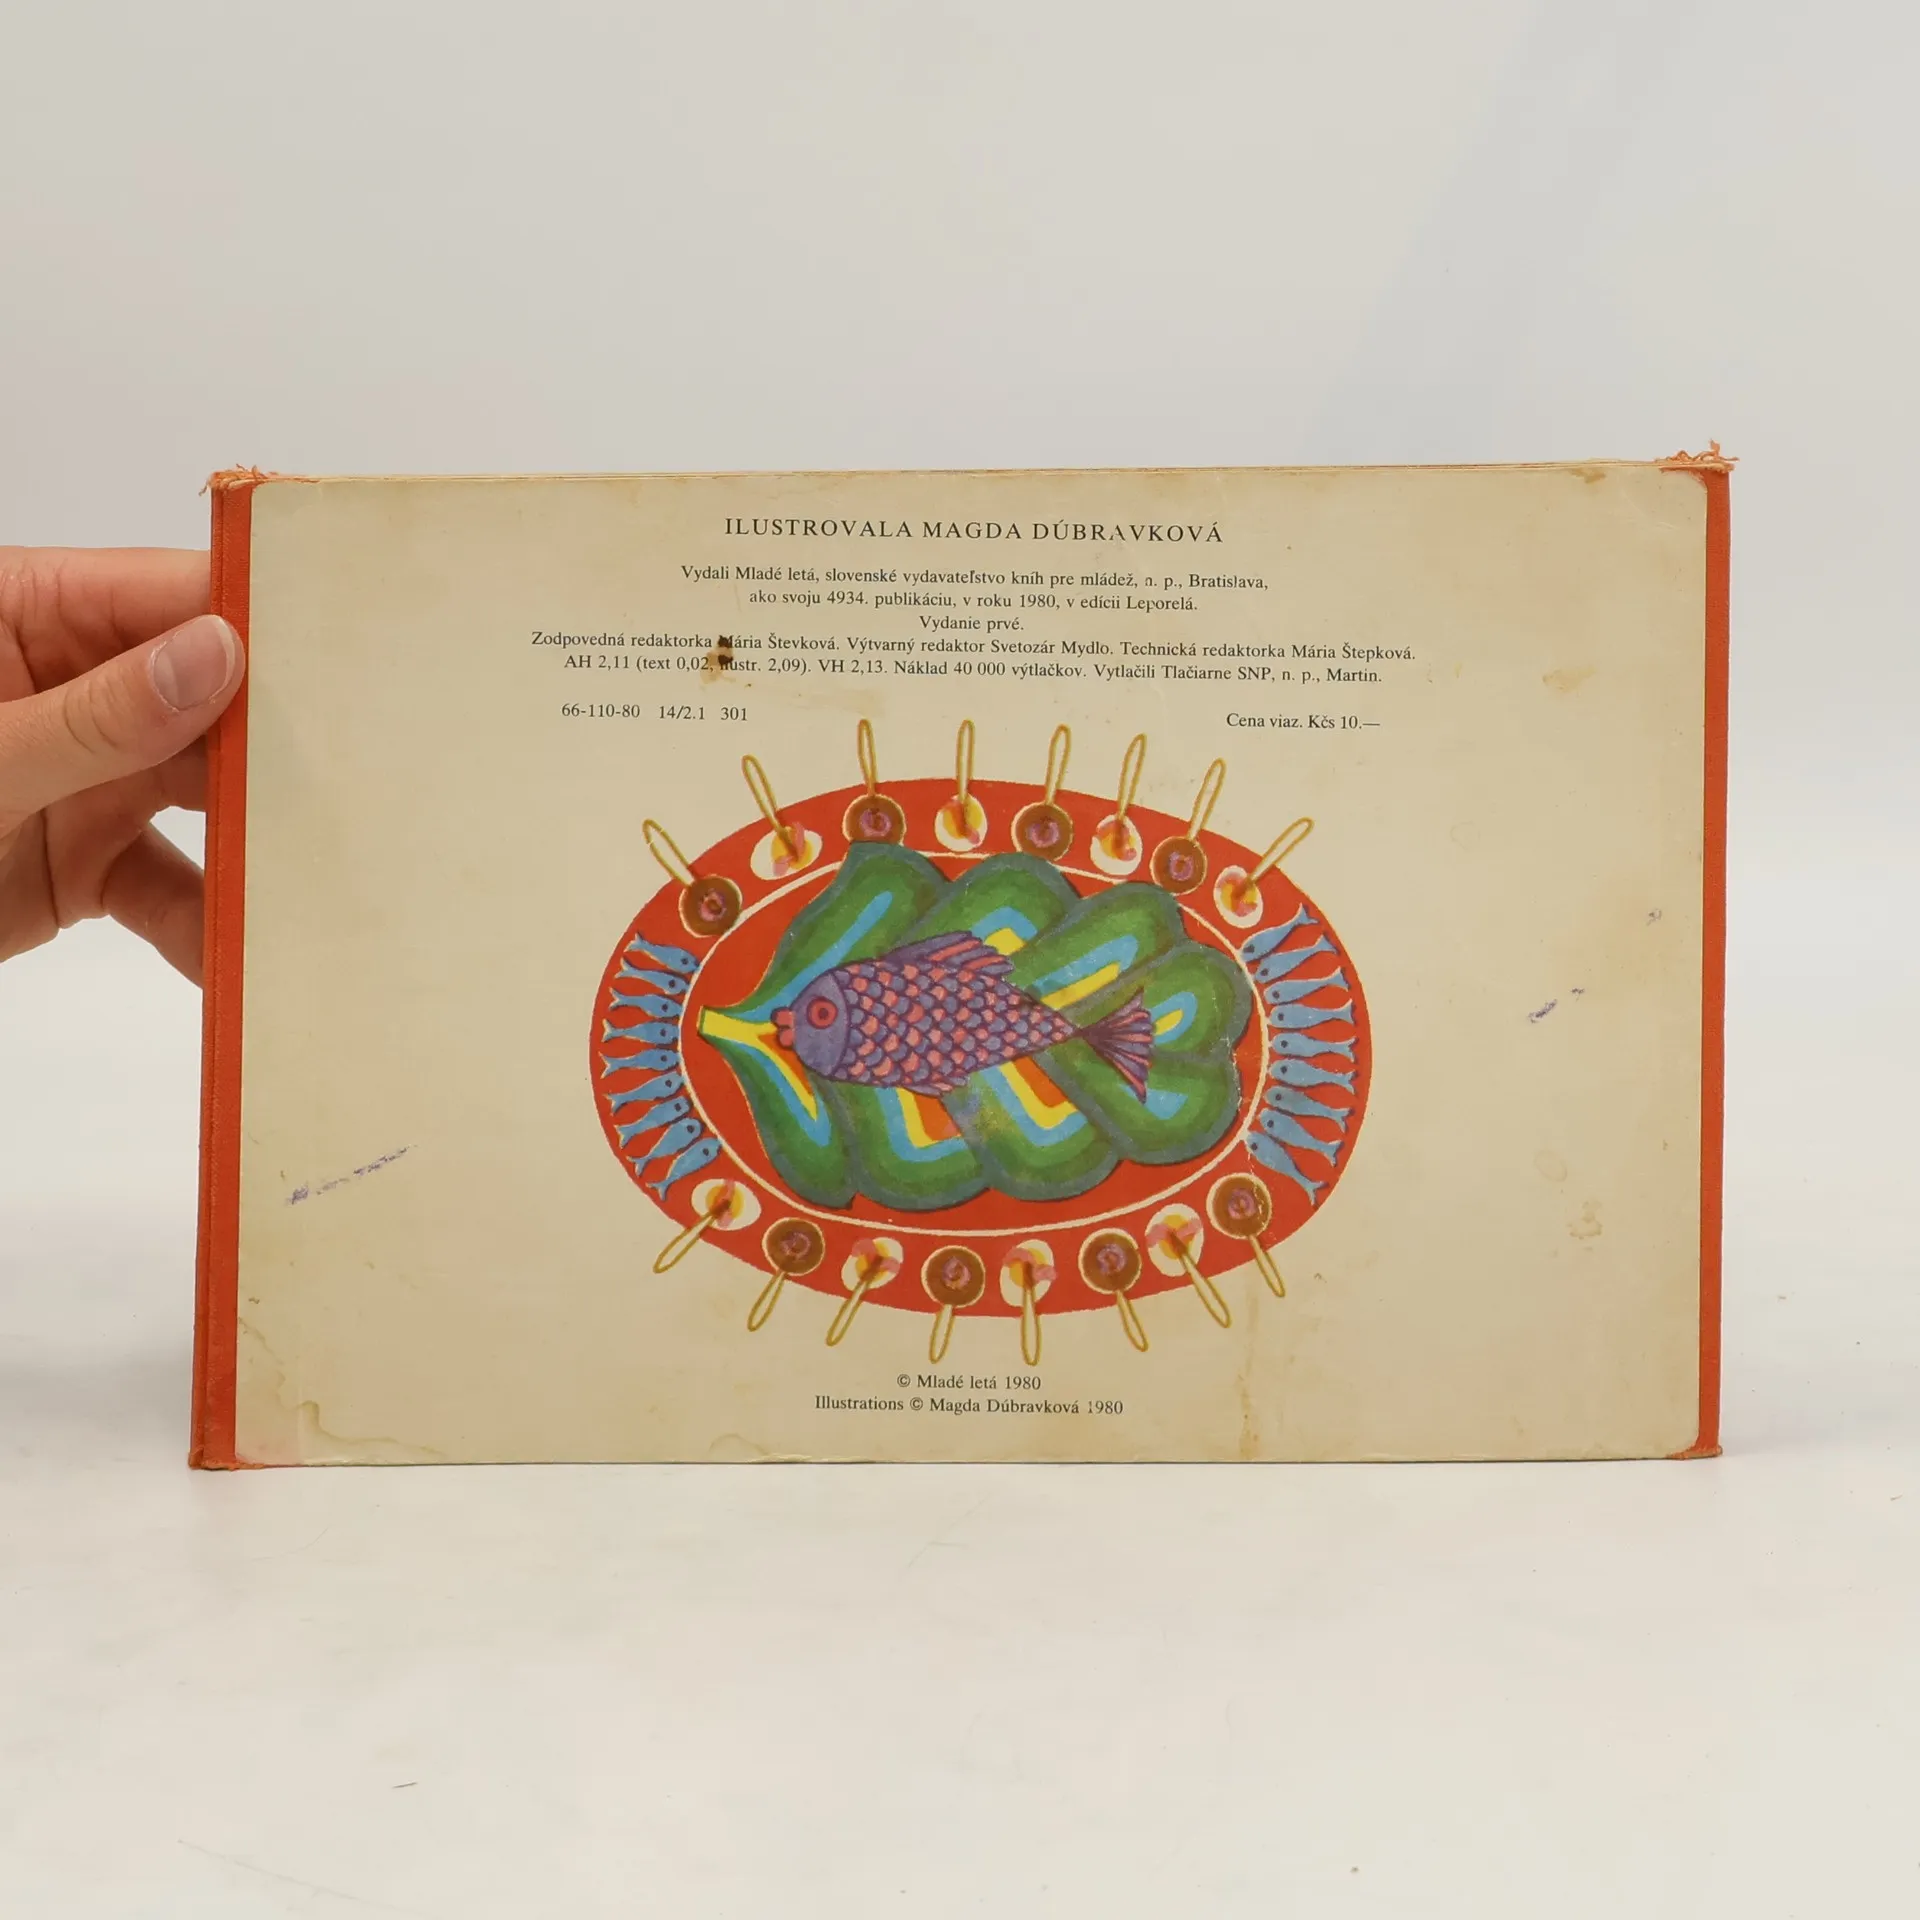 ILUSTROVALA MAGDA DÚBRAVKOVÁ
Vydali Mladé letá, slovenské vydavateľstvo kníh pre mládež, n. p., Bratislava,
ako svoju 4934. publikáciu, v roku 1980, v edícii Leporelá.
Vydanie prvé.
Zodpovedná redaktorka Mária Števková. Výtvarný redaktor Svetozár Mydlo. Technická redaktorka Mária Štepková.
AH 2,11 (text 0,02, ilustr. 2,09). VH 2,13. Náklad 40 000 výtlačkov. Vytlačili Tlačiarne SNP, n. p., Martin.
66-110-80 14/2.1 301
Cena viaz. Kčs 10.—
© Mladé letá 1980
Illustrations © Magda Dúbravková 1980